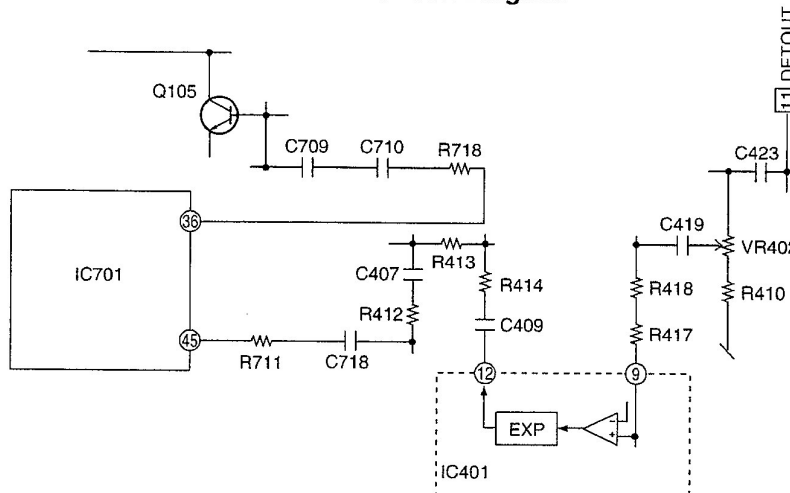 11 DETOUT
Q105
C709 C710 R718
C423
36
C419
IC701
R413
VR402
C407
R414
R418
R410
R412
C409
45
R417
R711 C718
12 9
EXP
- +
IC401